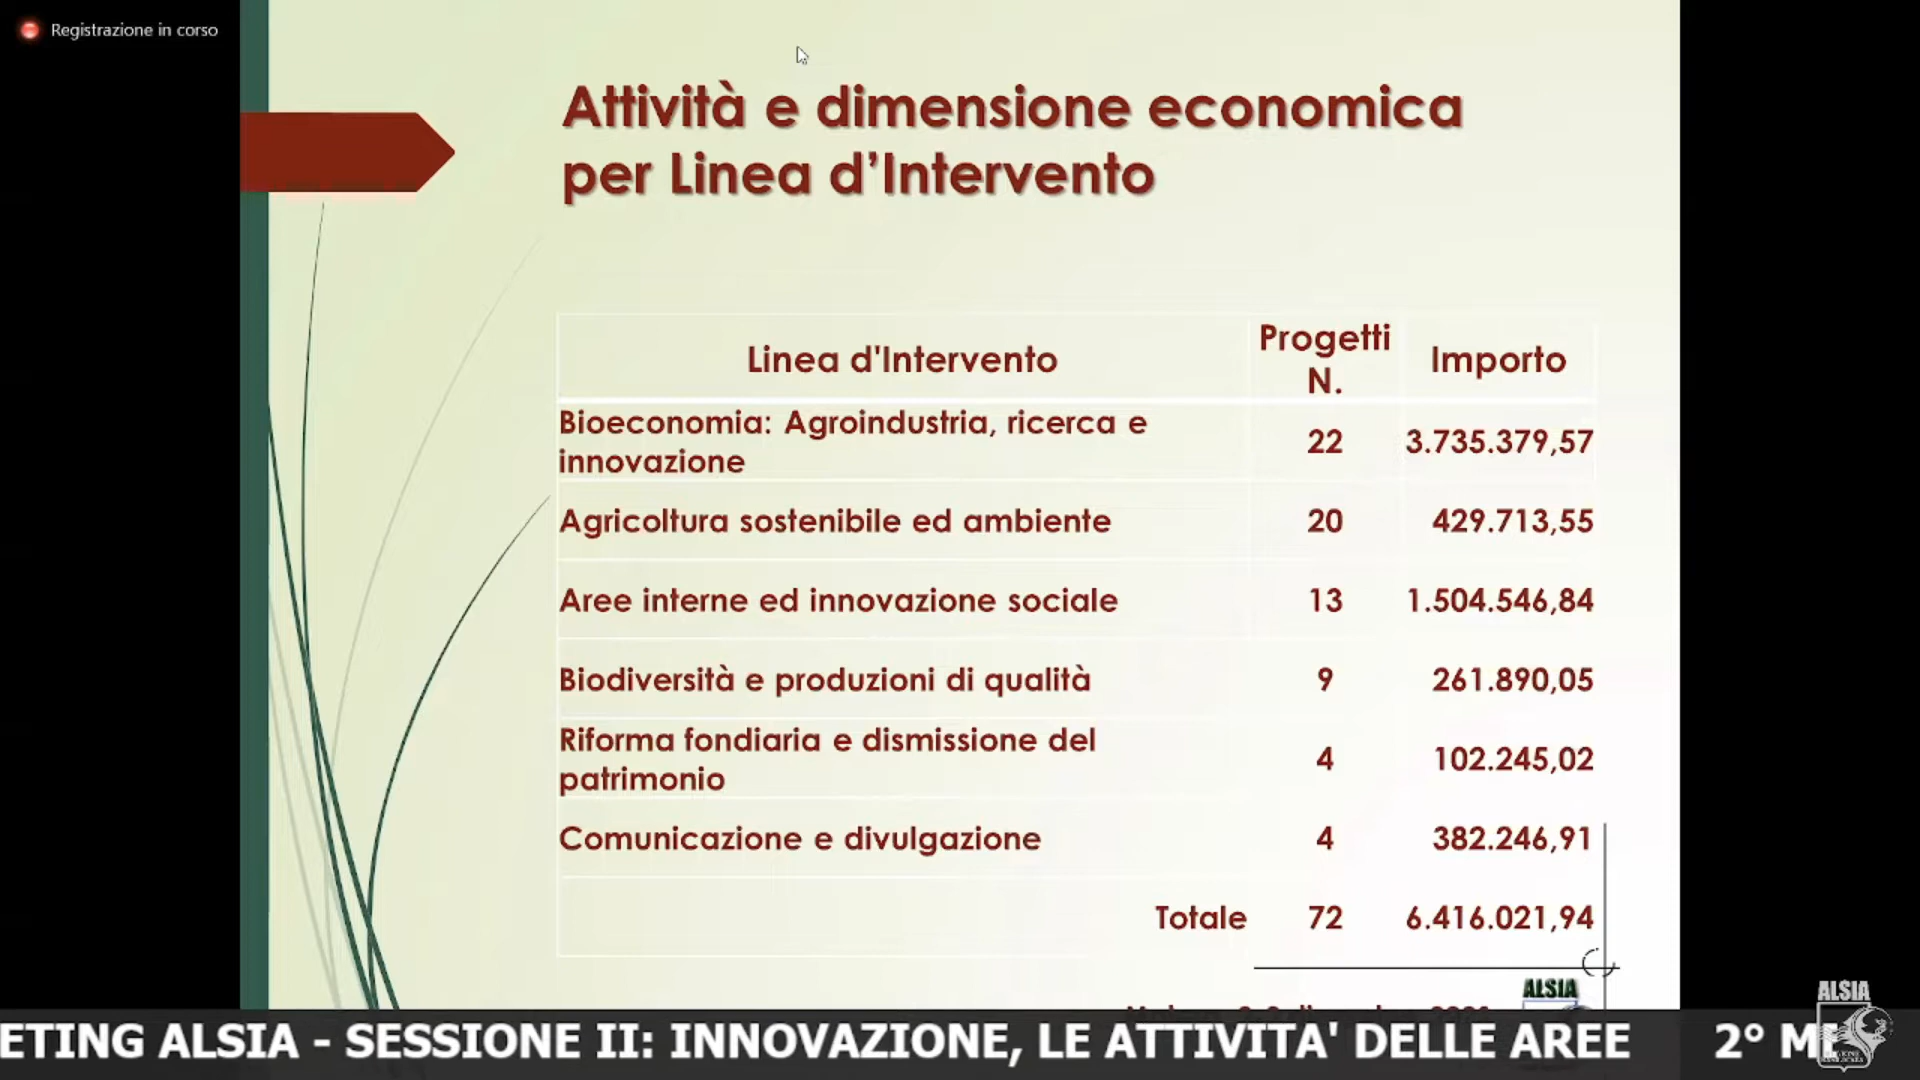 Registrazione in corso
Attività e dimensione economica
per Linea d’Intervento
Linea d'Intervento Progetti N. Importo
Bioeconomia: Agroindustria, ricerca e
innovazione 22 3.735.379,57
Agricoltura sostenibile ed ambiente 20 429.713,55
Aree interne ed innovazione sociale 13 1.504.546,84
Biodiversità e produzioni di qualità 9 261.890,05
Riforma fondiaria e dismissione del
patrimonio 4 102.245,02
Comunicazione e divulgazione 4 382.246,91
Totale 72 6.416.021,94
ALSIA
ALSIA
ETING ALSIA - SESSIONE II: INNOVAZIONE, LE ATTIVITA' DELLE AREE 2° M